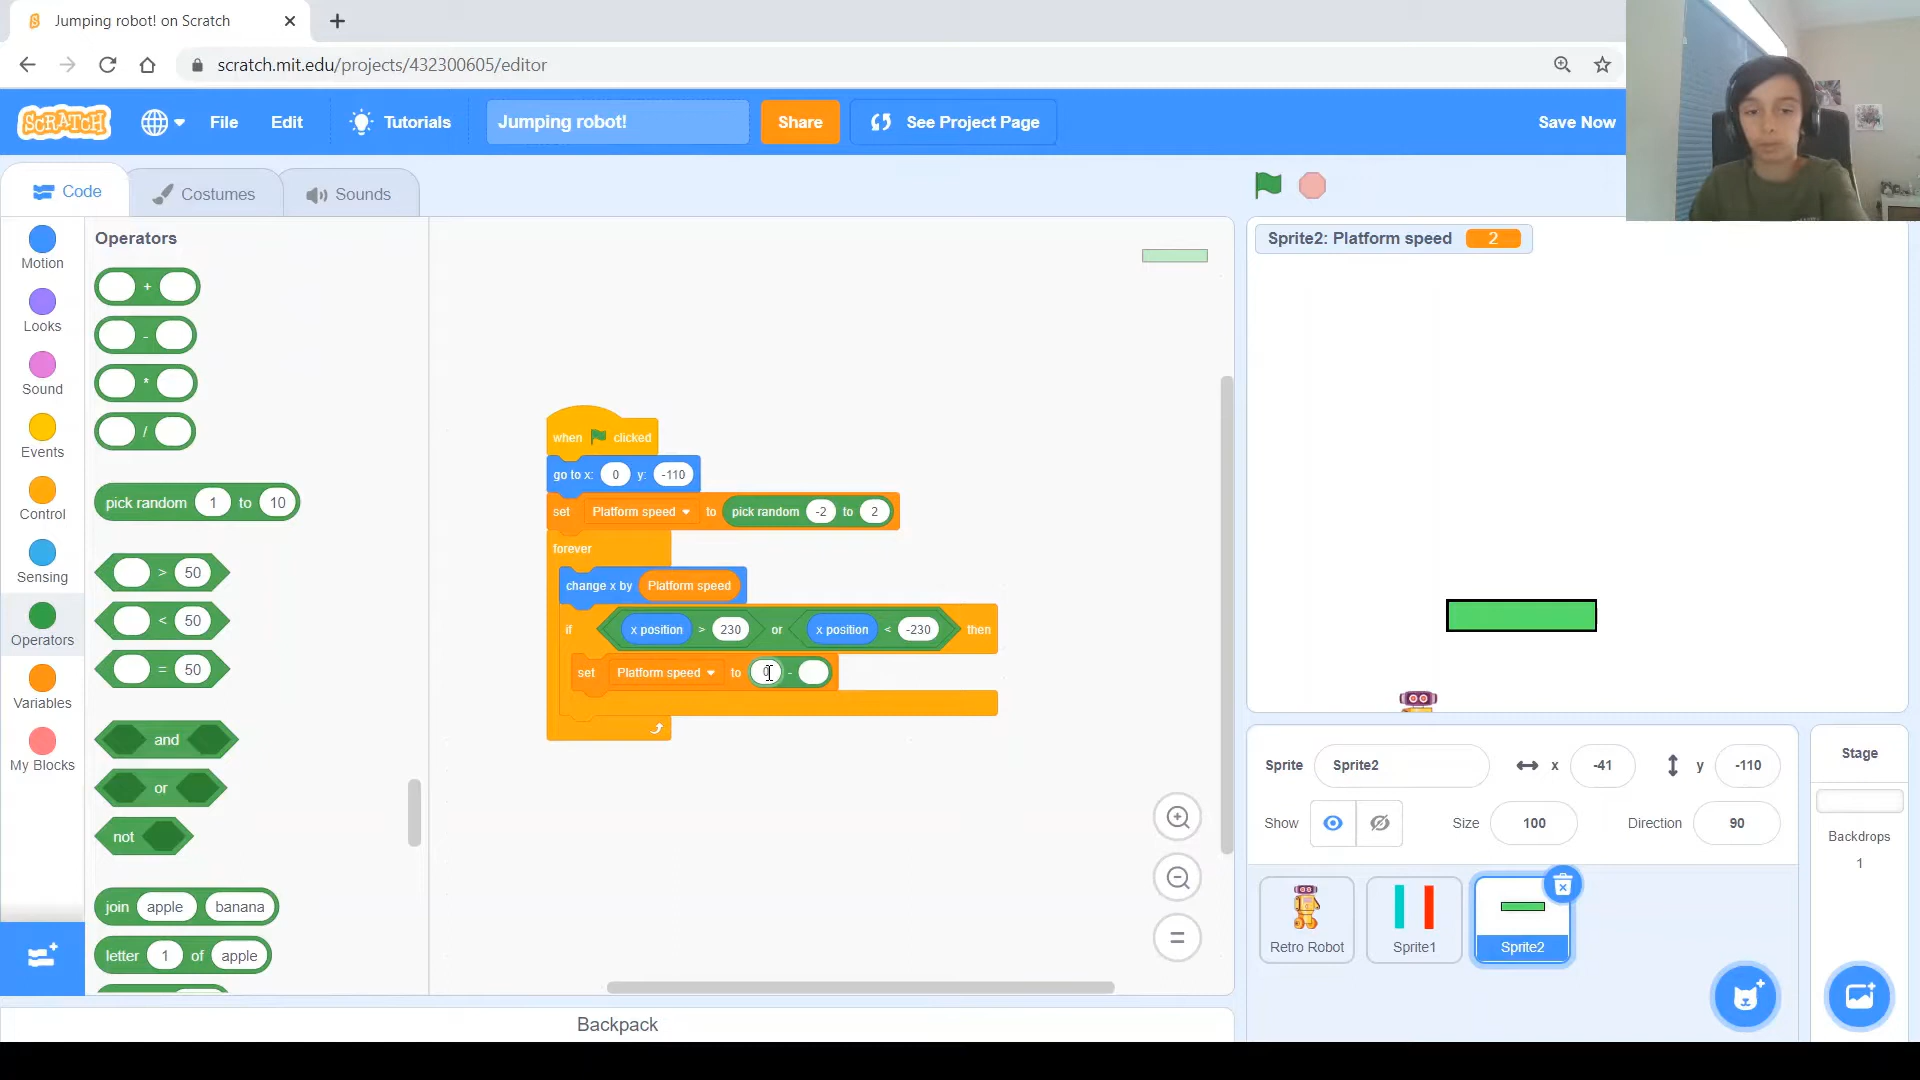 Jumping robot! on Scratch
scratch.mit.edu/projects/432300605/editor
SCRATCH
File
Edit
Tutorials
Jumping robot!
Share
See Project Page
Save Now
Code
Costumes
Sounds
Motion
Looks
Sound
Events
Control
Sensing
Operators
Variables
My Blocks
Operators
+
-
*
/
pick random 1 to 10
> 50
< 50
= 50
and
or
not
join apple banana
letter 1 of apple
when clicked
go to x: 0 y: -110
set Platform speed to pick random -2 to 2
forever
change x by Platform speed
if x position > 230 or x position < -230 then
set Platform speed to 0 -
Backpack
Sprite2: Platform speed 2
Sprite Sprite2 x -41 y -110
Show Size 100 Direction 90
Retro Robot
Sprite1
Sprite2
Stage
Backdrops
1